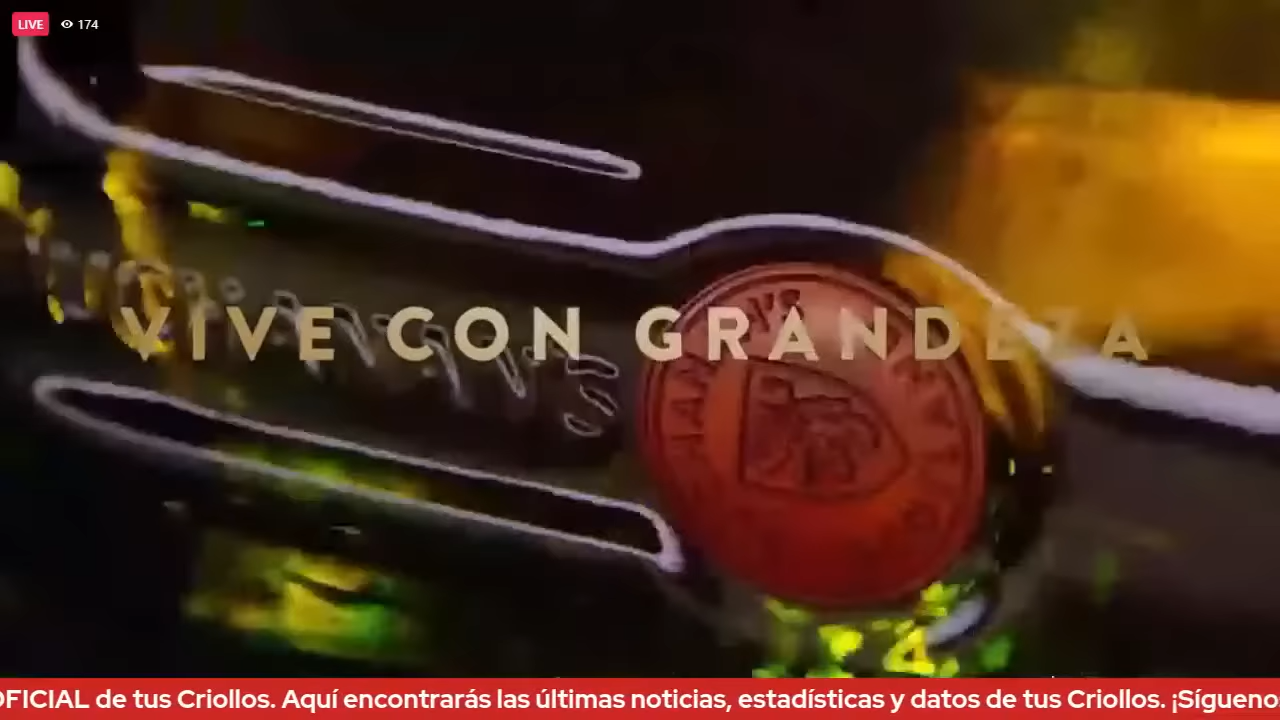 LIVE 174
VIVE CON GRANDEZA
OFICIAL de tus Criollos. Aquí encontrarás las últimas noticias, estadísticas y datos de tus Criollos. ¡Sígueno